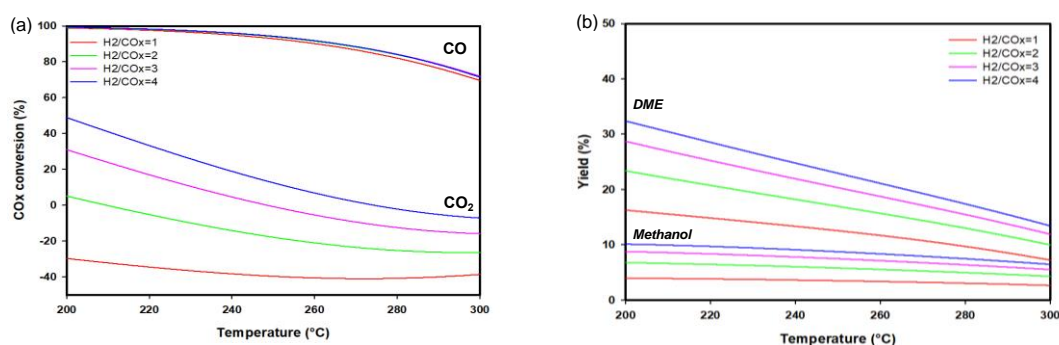 (a)
100
80
60
40
20
0
-20
-40
COx conversion (%)
H2/COx=1
H2/COx=2
H2/COx=3
H2/COx=4
CO
CO₂
200 220 240 260 280 300
Temperature (°C)
(b)
50
40
30
20
10
0
Yield (%)
H2/COx=1
H2/COx=2
H2/COx=3
H2/COx=4
DME
Methanol
200 220 240 260 280 300
Temperature (°C)